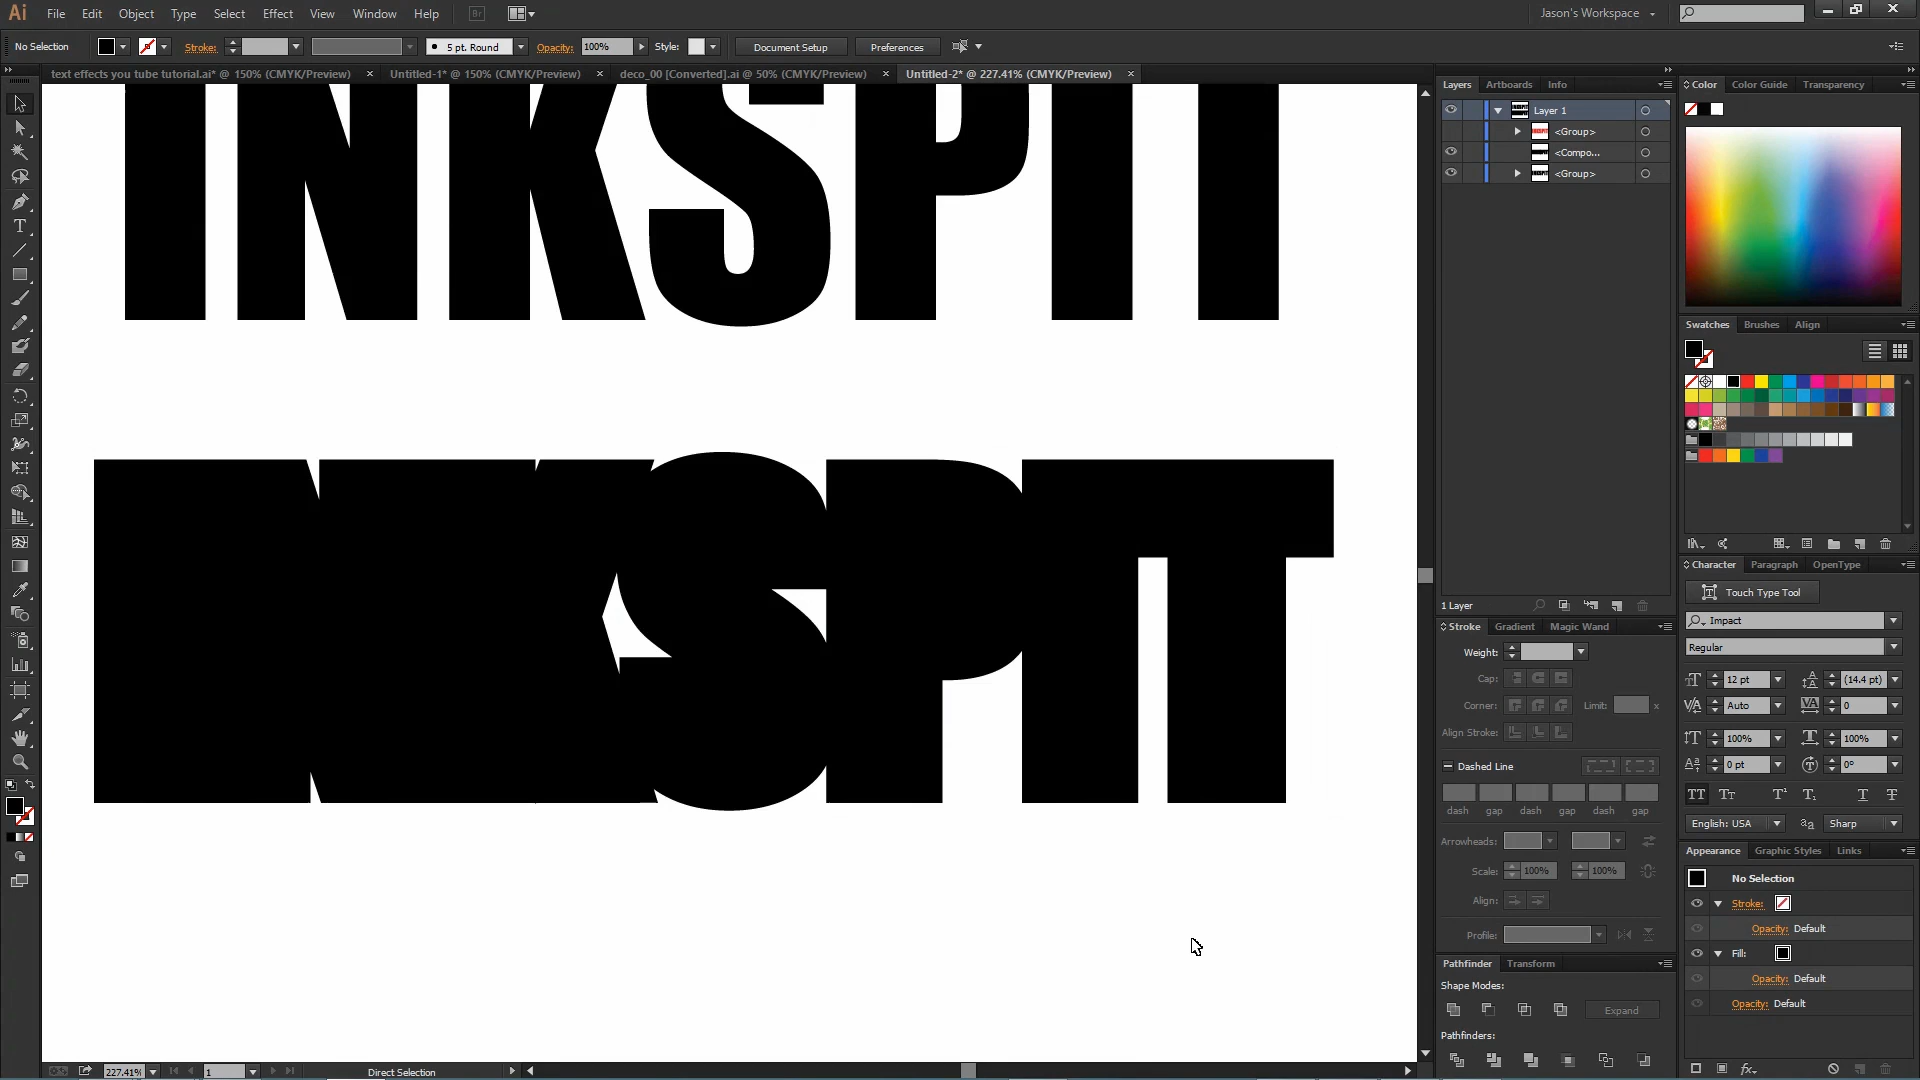 Ai File Edit Object Type Select Effect View Window Help Br Jason's Workspace
No Selection Stroke: 5 pt. Round Opacity: 100% Style: Document Setup Preferences
text effects you tube tutorial.ai* @ 150% (CMYK/Preview) Untitled-1* @ 150% (CMYK/Preview) deco_00 [Converted].ai @ 50% (CMYK/Preview) Untitled-2* @ 227.41% (CMYK/Preview)
INKSPIT
INKSPIT
227.41% 1 Direct Selection
Layers Artboards Info
Layer 1
<Group>
<Compo...
<Group>
1 Layer
Stroke Gradient Magic Wand
Weight:
Cap:
Corner: Limit: x
Align Stroke:
Dashed Line
dash gap dash gap dash gap
Arrowheads:
Scale: 100% 100%
Align:
Profile:
Pathfinder Transform
Shape Modes:
Expand
Pathfinders:
Color Color Guide Transparency
Swatches Brushes Align
Character Paragraph OpenType
Touch Type Tool
Impact
Regular
12 pt (14.4 pt)
Auto 0
100% 100%
0 pt 0°
English: USA Sharp
Appearance Graphic Styles Links
No Selection
Stroke:
Opacity: Default
Fill:
Opacity: Default
Opacity: Default
fx